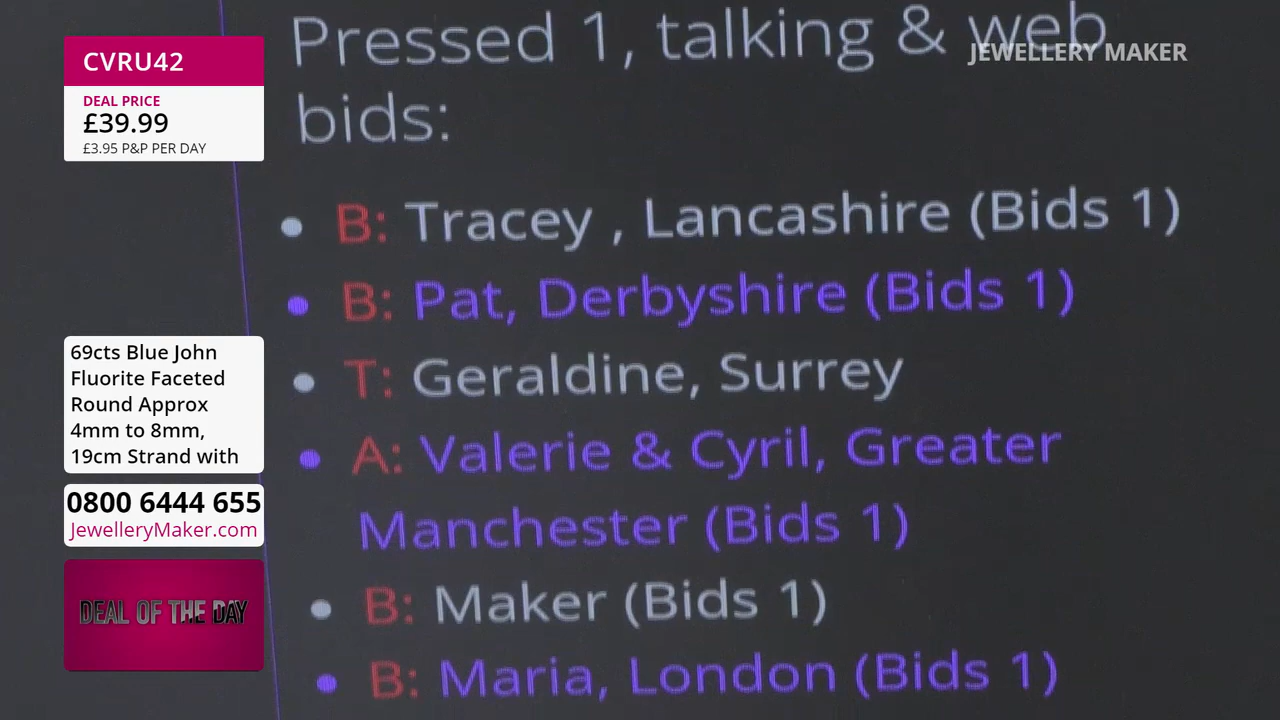 CVRU42
DEAL PRICE
£39.99
£3.95 P&P PER DAY
69cts Blue John
Fluorite Faceted
Round Approx
4mm to 8mm,
19cm Strand with
0800 6444 655
JewelleryMaker.com
DEAL OF THE DAY
JEWELLERY MAKER
Pressed 1, talking & web
bids:
• B: Tracey , Lancashire (Bids 1)
• B: Pat, Derbyshire (Bids 1)
• T: Geraldine, Surrey
• A: Valerie & Cyril, Greater
Manchester (Bids 1)
• B: Maker (Bids 1)
• B: Maria, London (Bids 1)